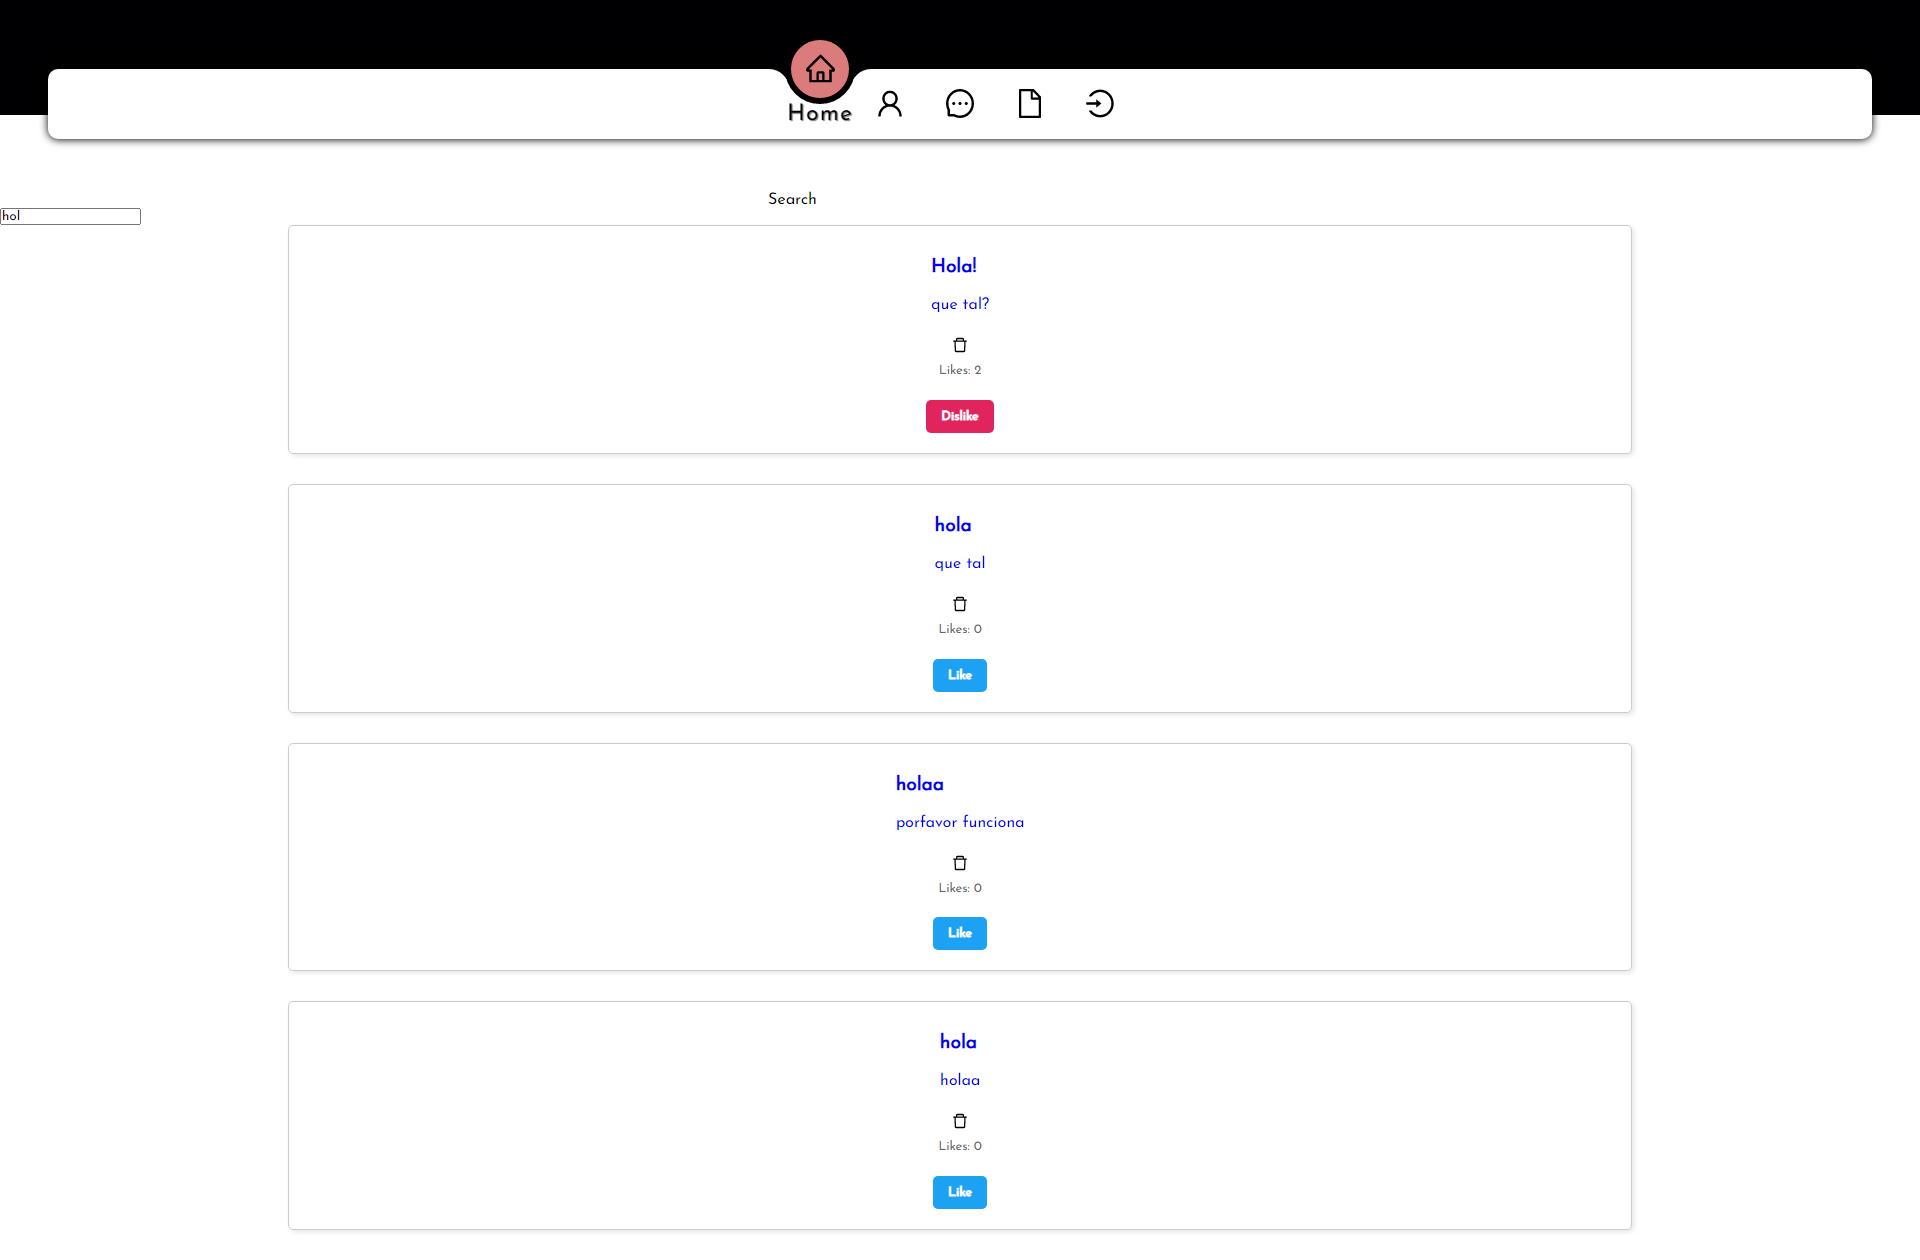 Home
Search
hol
Hola!
que tal?
Likes: 2
Dislike
hola
que tal
Likes: 0
Like
holaa
porfavor funciona
Likes: 0
Like
hola
holaa
Likes: 0
Like